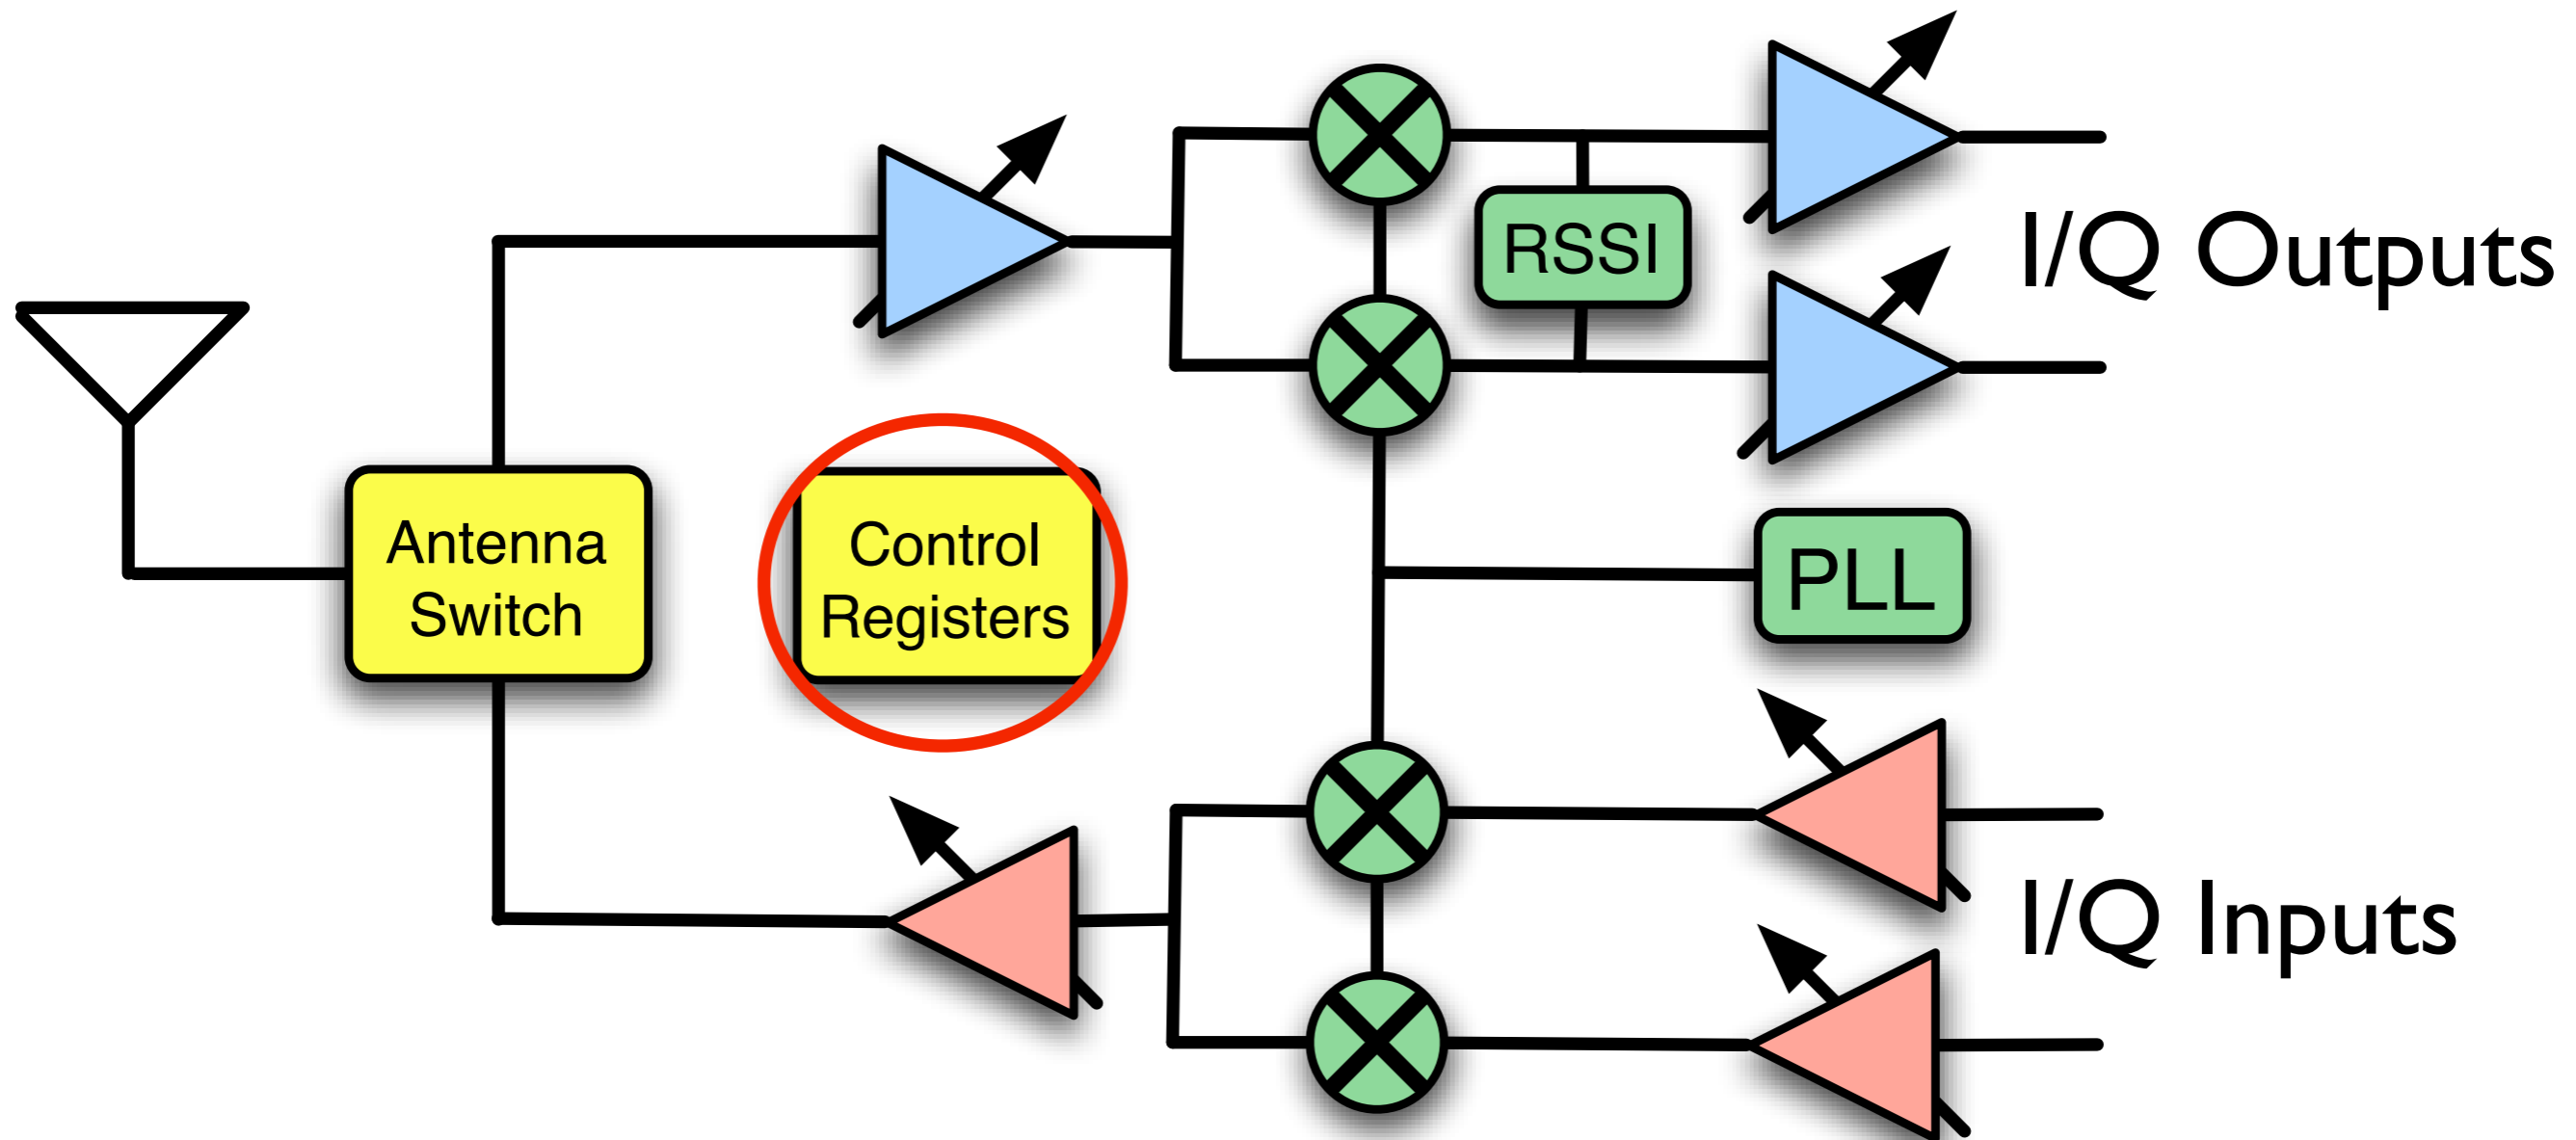 RSSI
I/Q Outputs
Antenna
Switch
Control
Registers
PLL
I/Q Inputs